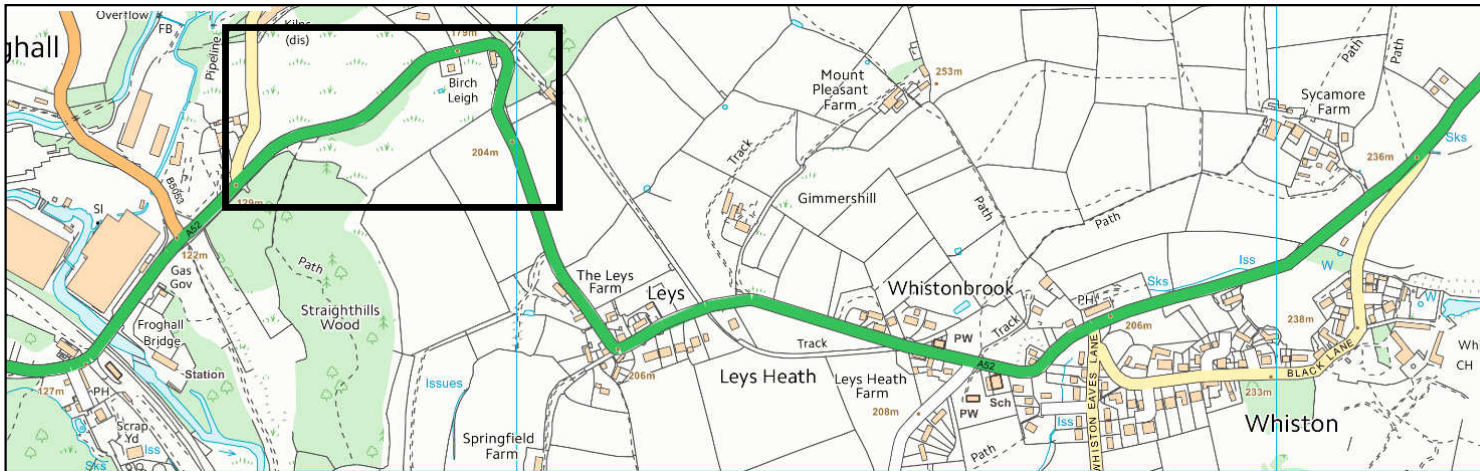 Overflow
FB
ghall
Pipeline
Kilns
(dis)
179m
Birch
Leigh
204m
129m
B5053
SI
A52
122m
Gas
Gov
Froghall
Bridge
Station
127m
PH
Scrap
Yd
Iss
Sks
Path
Straighthills
Wood
Issues
The Leys
Farm
Leys
206m
Springfield
Farm
Track
Mount
Pleasant
Farm
253m
Gimmershill
Path
Path
Path
Path
Sycamore
Farm
236m
Sks
Whistonbrook
Track
PH
Sks
Iss
W
W
206m
238m
PW
Track
A52
Leys Heath
Leys Heath
Farm
208m
PW
Sch
Path
Iss
WHISTON EAVES LANE
BLACK LANE
233m
Whiston
Wh
CH